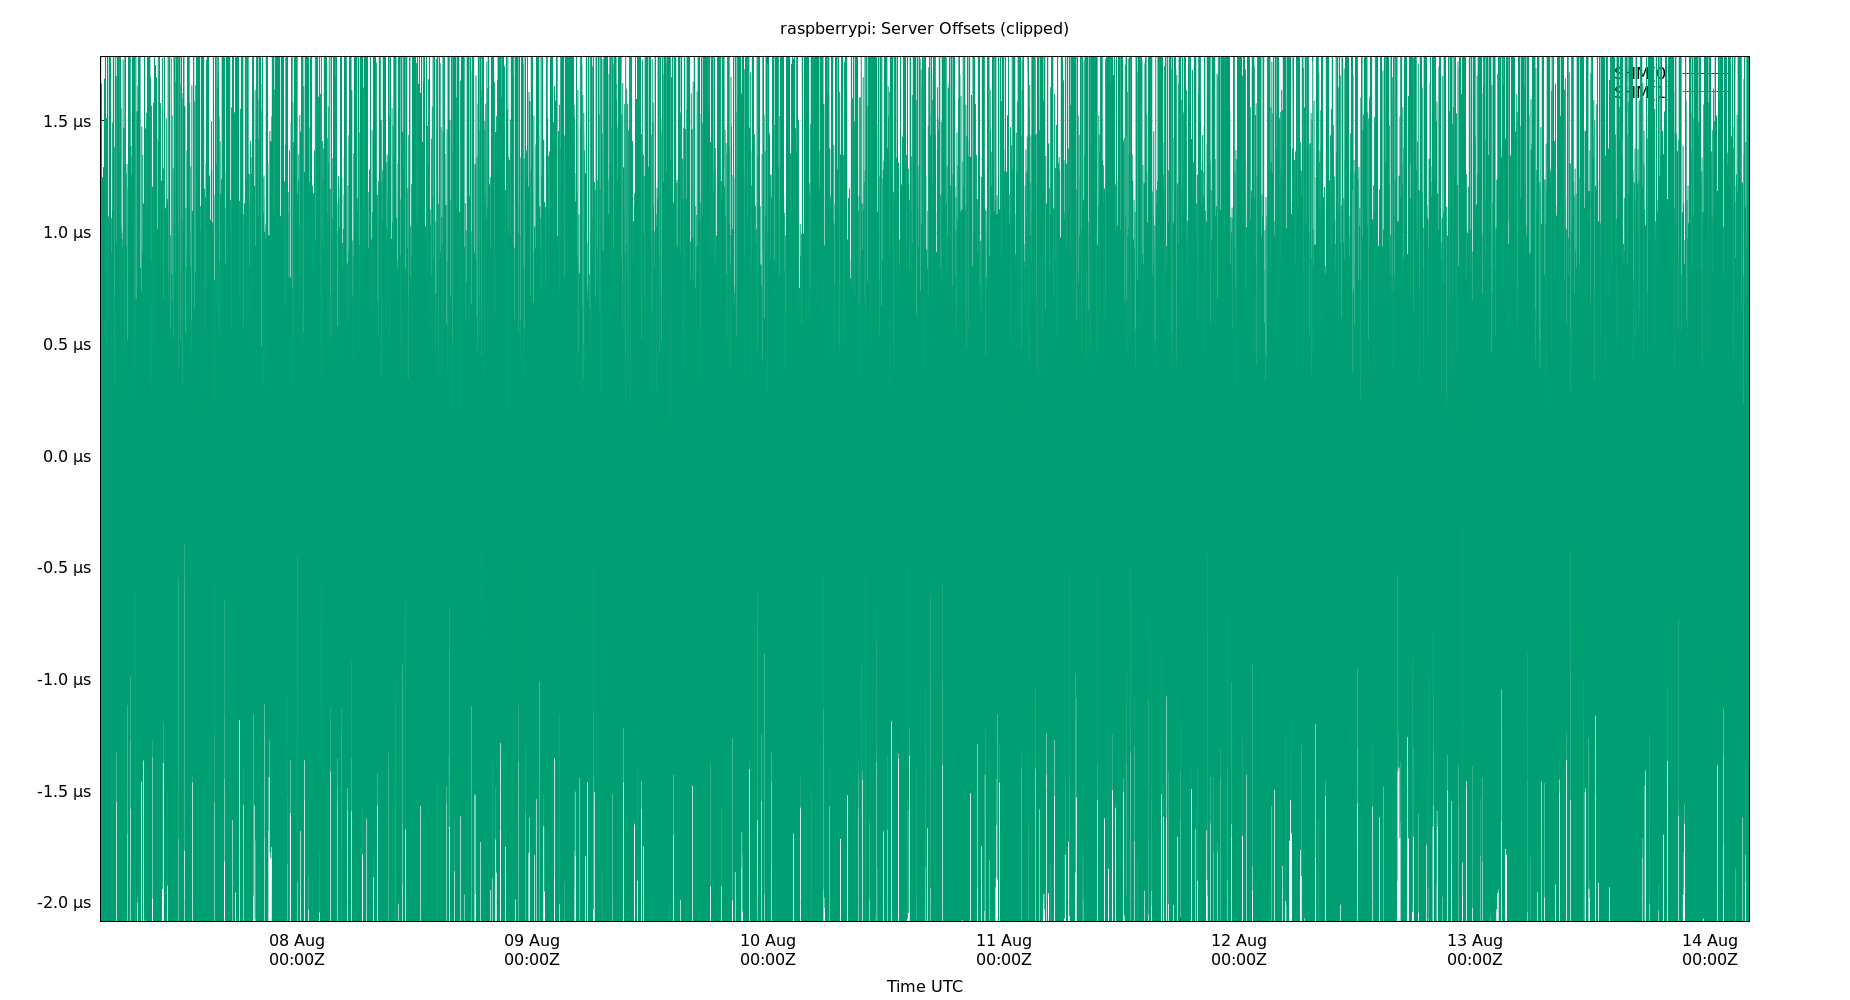 raspberrypi: Server Offsets (clipped)
1.5 µs
1.0 µs
0.5 µs
0.0 µs
-0.5 µs
-1.0 µs
-1.5 µs
-2.0 µs
08 Aug 09 Aug 10 Aug 11 Aug 12 Aug 13 Aug 14 Aug
00:00Z 00:00Z 00:00Z 00:00Z 00:00Z 00:00Z 00:00Z
Time UTC